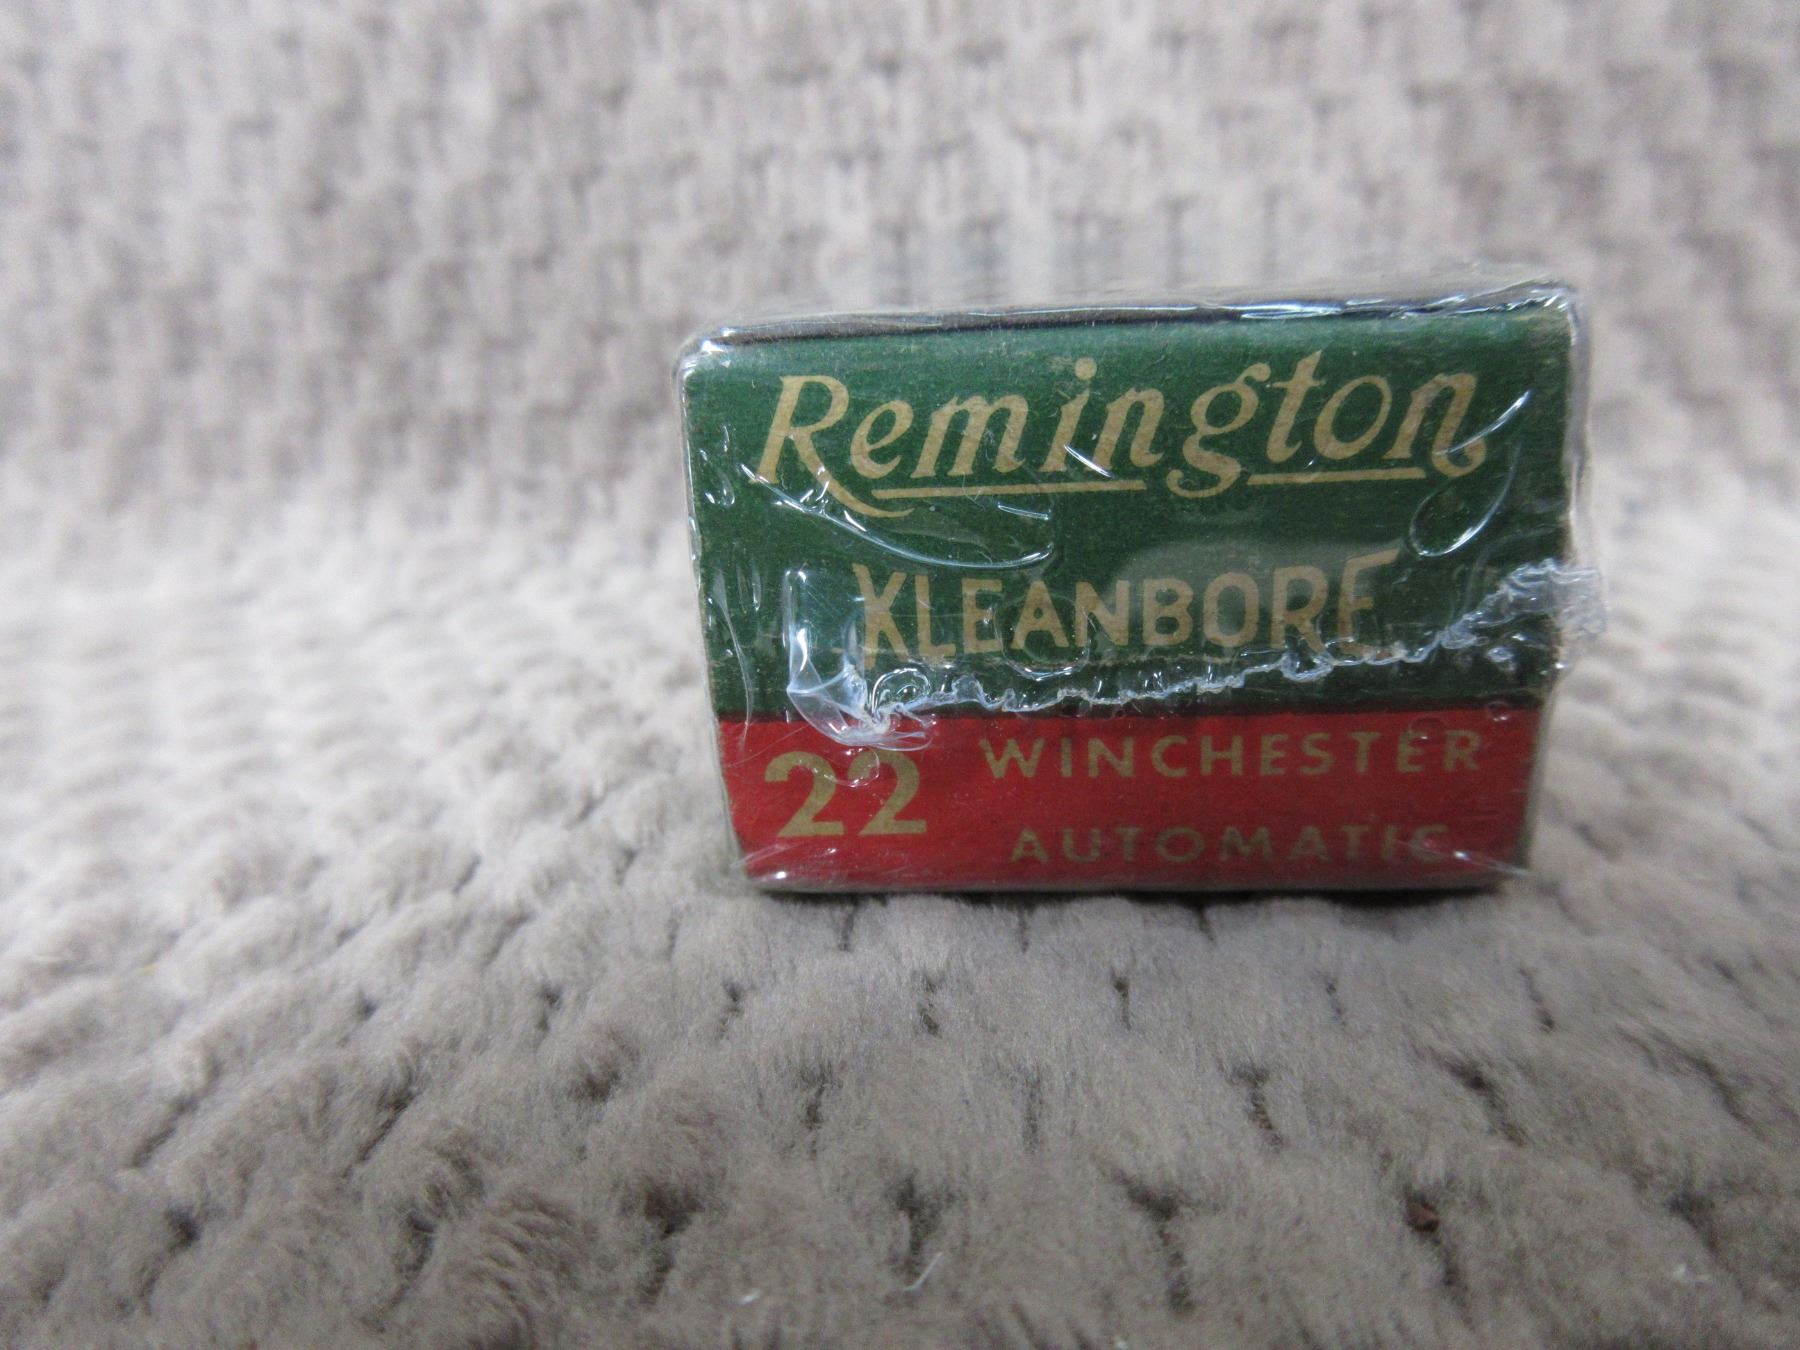 Remington
KLEANBORE
22 WINCHESTER
AUTOMATIC